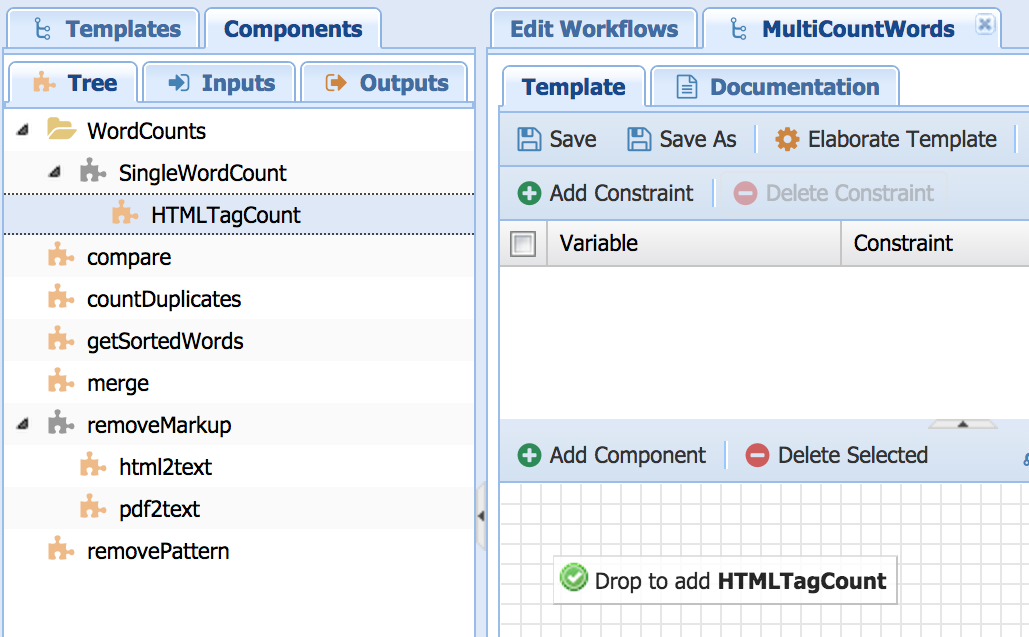 Templates
Components
Tree
Inputs
Outputs
WordCounts
SingleWordCount
HTMLTagCount
compare
countDuplicates
getSortedWords
merge
removeMarkup
html2text
pdf2text
removePattern
Edit Workflows
MultiCountWords
Template
Documentation
Save
Save As
Elaborate Template
Add Constraint
Delete Constraint
Variable
Constraint
Add Component
Delete Selected
Drop to add HTMLTagCount